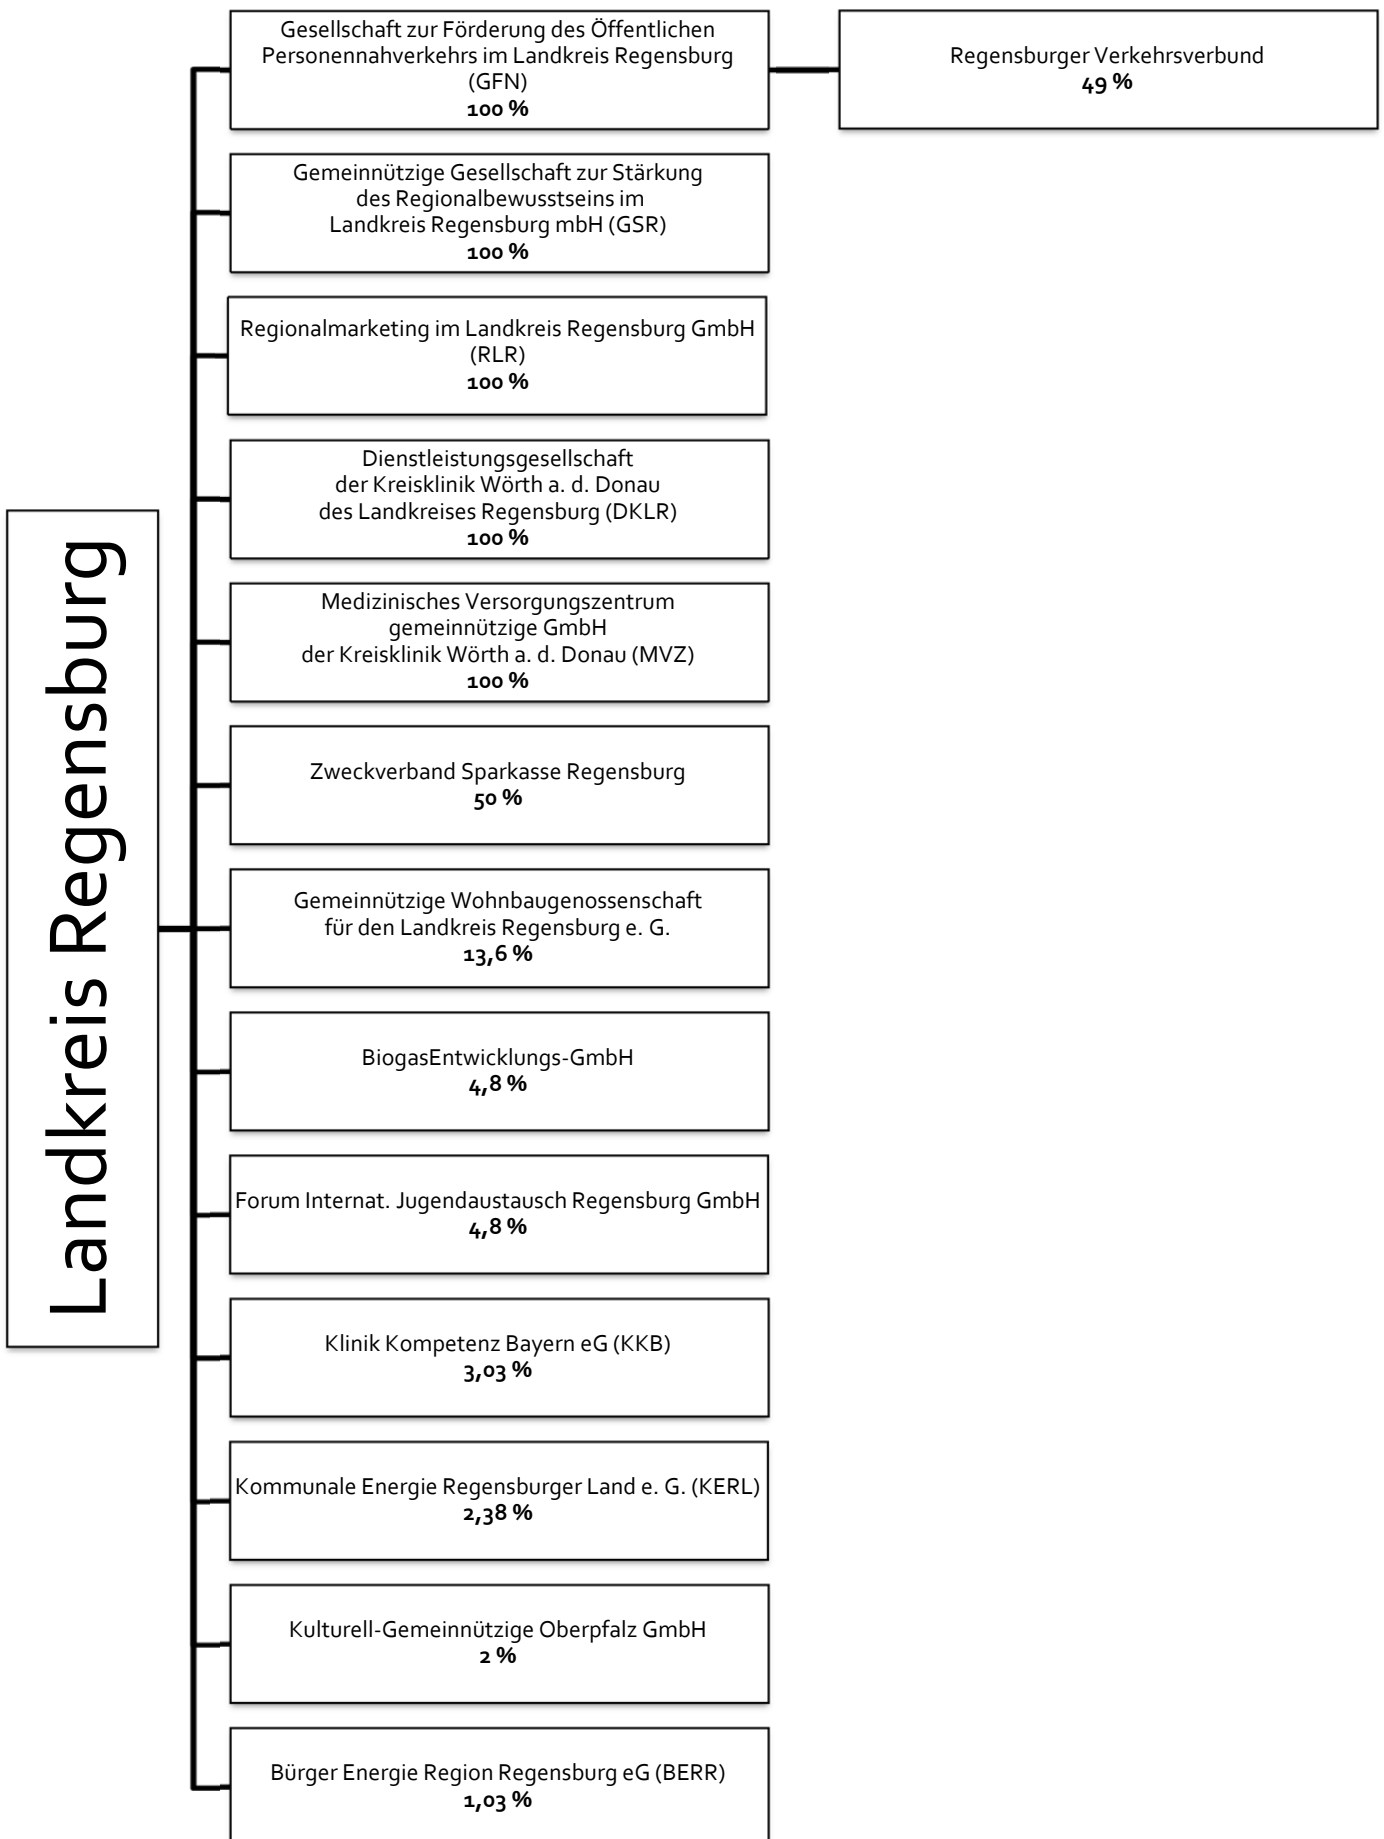 Landkreis Regensburg
Gesellschaft zur Förderung des Öffentlichen
Personennahverkehrs im Landkreis Regensburg
(GFN)
100 %
Regensburger Verkehrsverbund
49 %
Gemeinnützige Gesellschaft zur Stärkung
des Regionalbewusstseins im
Landkreis Regensburg mbH (GSR)
100 %
Regionalmarketing im Landkreis Regensburg GmbH
(RLR)
100 %
Dienstleistungsgesellschaft
der Kreisklinik Wörth a. d. Donau
des Landkreises Regensburg (DKLR)
100 %
Medizinisches Versorgungszentrum
gemeinnützige GmbH
der Kreisklinik Wörth a. d. Donau (MVZ)
100 %
Zweckverband Sparkasse Regensburg
50 %
Gemeinnützige Wohnbaugenossenschaft
für den Landkreis Regensburg e. G.
13,6 %
BiogasEntwicklungs-GmbH
4,8 %
Forum Internat. Jugendaustausch Regensburg GmbH
4,8 %
Klinik Kompetenz Bayern eG (KKB)
3,03 %
Kommunale Energie Regensburger Land e. G. (KERL)
2,38 %
Kulturell-Gemeinnützige Oberpfalz GmbH
2 %
Bürger Energie Region Regensburg eG (BERR)
1,03 %